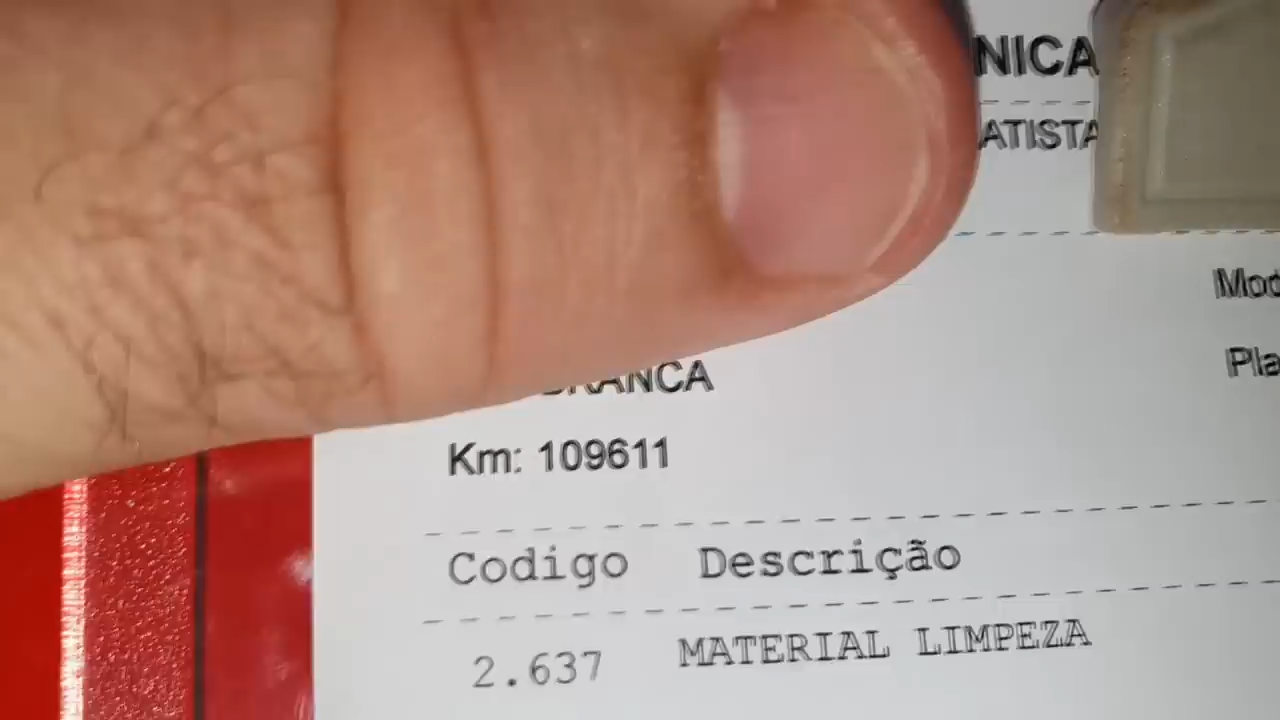 NICA
ATISTA
Mod
Pla
BRANCA
Km: 109611
Codigo Descrição
2.637 MATERIAL LIMPEZA